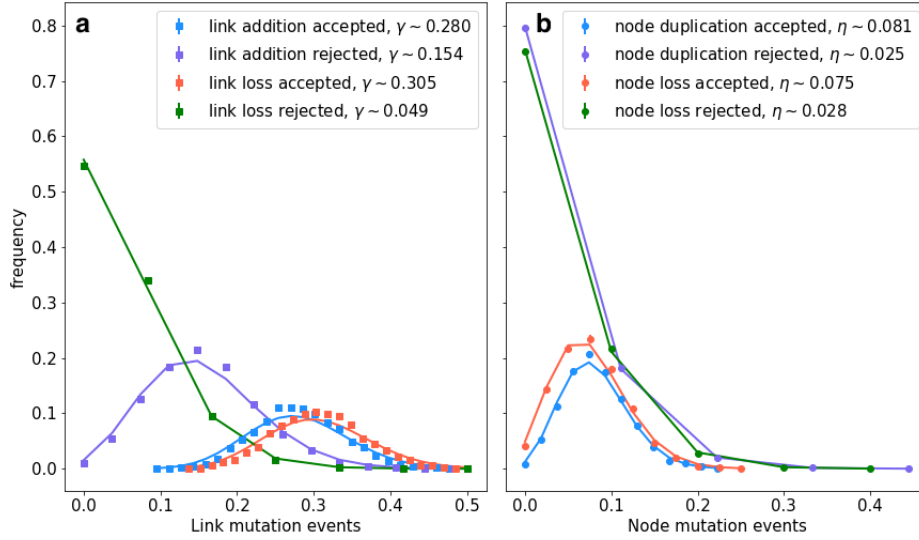 a
link addition accepted, γ ~ 0.280
link addition rejected, γ ~ 0.154
link loss accepted, γ ~ 0.305
link loss rejected, γ ~ 0.049
frequency
0.8
0.7
0.6
0.5
0.4
0.3
0.2
0.1
0.0
0.0 0.1 0.2 0.3 0.4 0.5
Link mutation events
b
node duplication accepted, η ~ 0.081
node duplication rejected, η ~ 0.025
node loss accepted, η ~ 0.075
node loss rejected, η ~ 0.028
0.0 0.1 0.2 0.3 0.4
Node mutation events